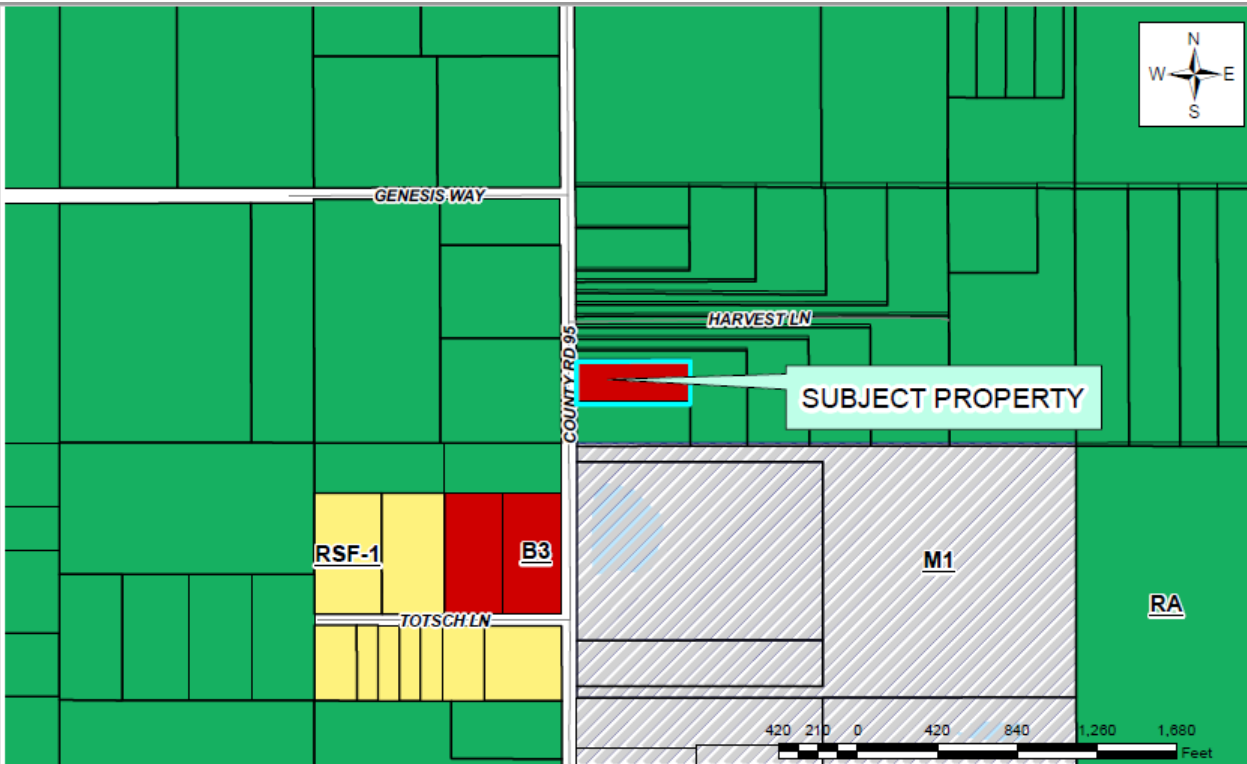 N
W E
S
GENESIS WAY
HARVEST LN
COUNTY RD 95
SUBJECT PROPERTY
RSF-1
B3
M1
RA
TOTSCH LN
420 210 0 420 840 1,260 1,680
Feet